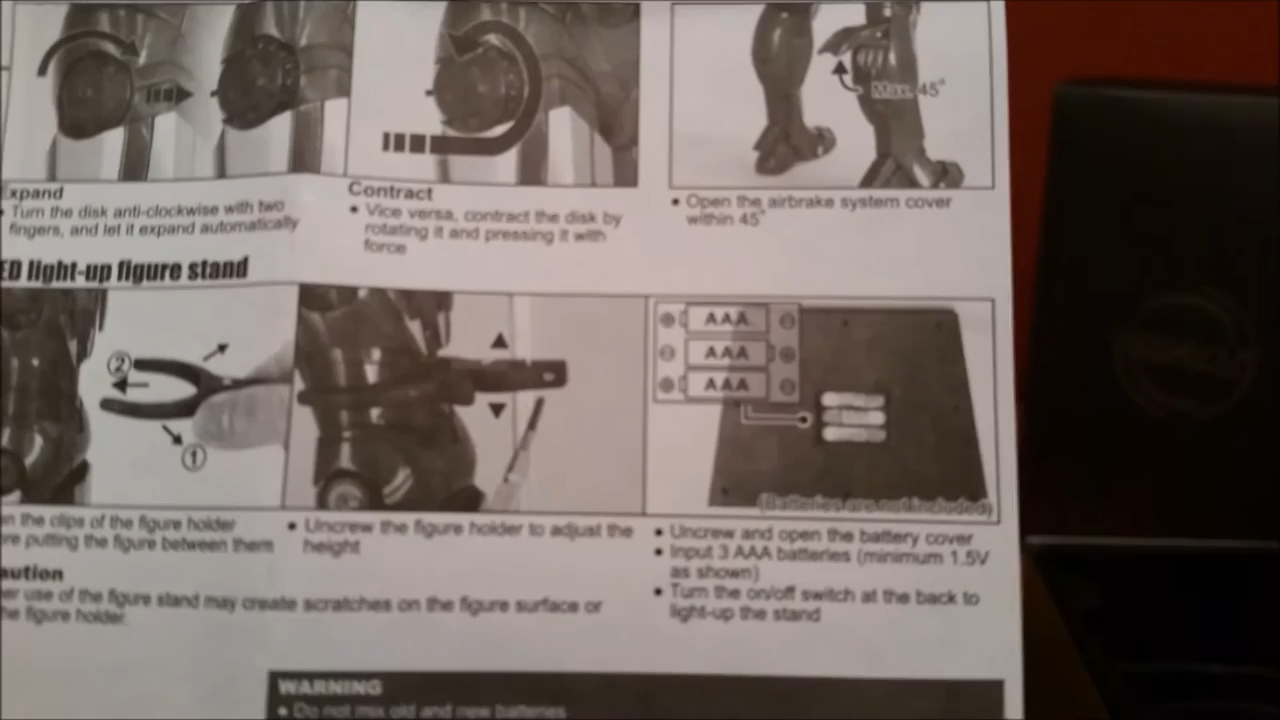 Max. 45°
xpand
• Turn the disk anti-clockwise with two
fingers, and let it expand automatically
Contract
• Vice versa, contract the disk by
rotating it and pressing it with
force
• Open the airbrake system cover
within 45°
ED light-up figure stand
②
①
AAA
AAA
AAA
(Batteries are not included)
n the clips of the figure holder
re putting the figure between them
• Uncrew the figure holder to adjust the
height
• Uncrew and open the battery cover
• Input 3 AAA batteries (minimum 1.5V
as shown)
• Turn the on/off switch at the back to
light-up the stand
aution
er use of the figure stand may create scratches on the figure surface or
he figure holder.
WARNING
• Do not mix old and new batteries